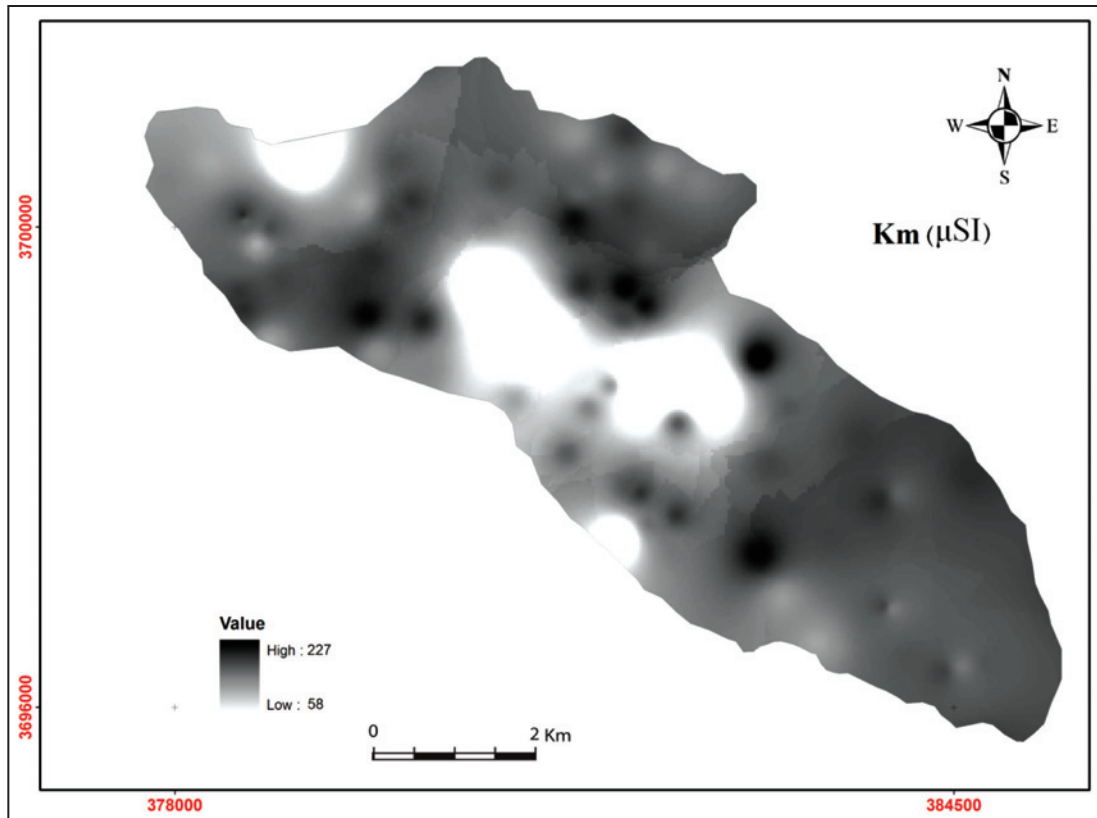 N
W E
S
3700000
Km (μSI)
Value
High : 227
Low : 58
0 2 Km
3696000
378000 384500